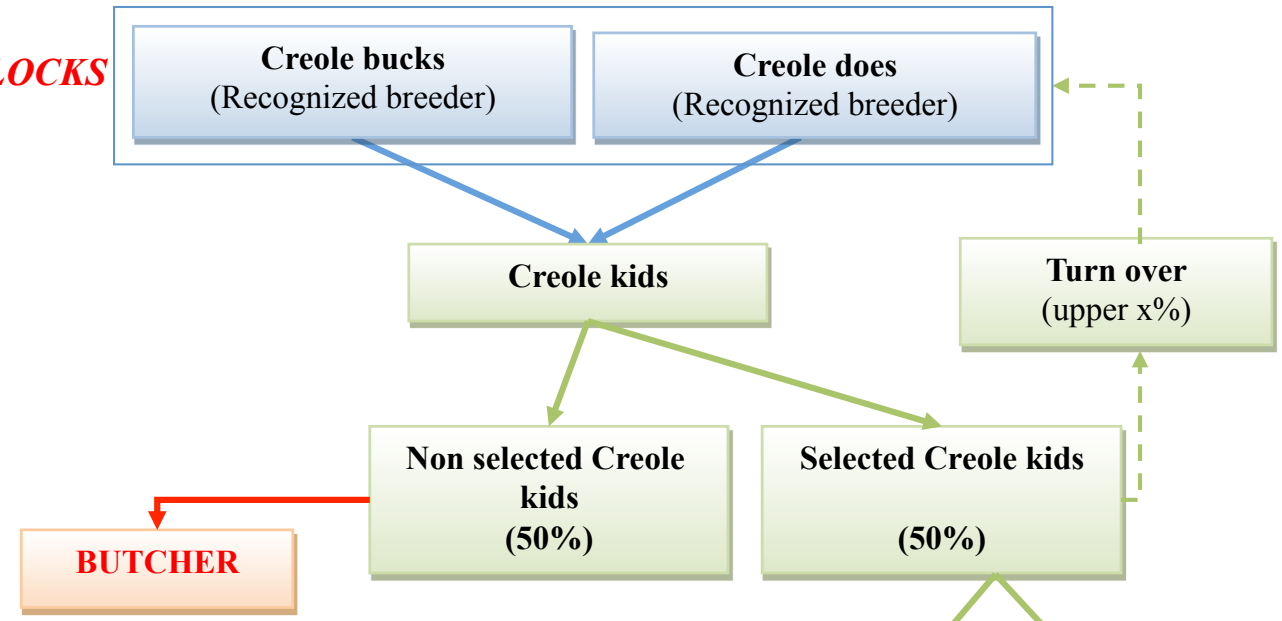 Creole bucks
(Recognized breeder)
Creole does
(Recognized breeder)
LOCKS
Creole kids
Turn over
(upper x%)
Non selected Creole
kids
(50%)
Selected Creole kids
(50%)
BUTCHER